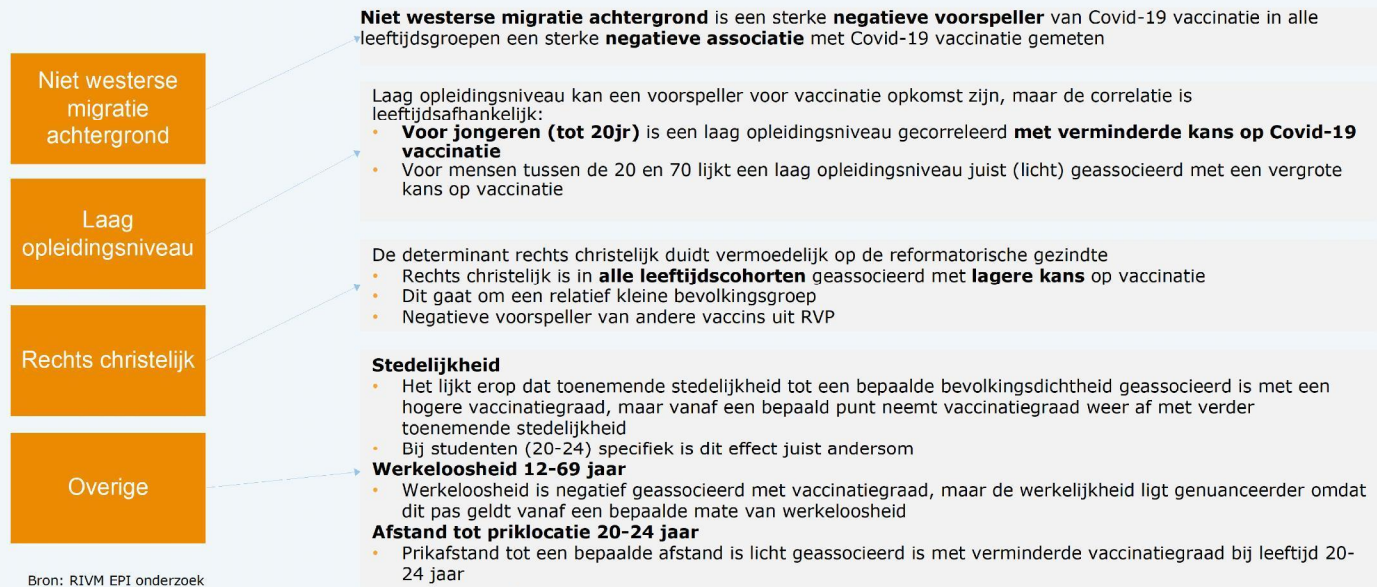 Niet westerse
migratie
achtergrond
Niet westerse migratie achtergrond is een sterke negatieve voorspeller van Covid-19 vaccinatie in alle
leeftijdsgroepen een sterke negatieve associatie met Covid-19 vaccinatie gemeten
Laag
opleidingsniveau
Laag opleidingsniveau kan een voorspeller voor vaccinatie opkomst zijn, maar de correlatie is
leeftijdsafhankelijk:
• Voor jongeren (tot 20jr) is een laag opleidingsniveau gecorreleerd met verminderde kans op Covid-19
vaccinatie
• Voor mensen tussen de 20 en 70 lijkt een laag opleidingsniveau juist (licht) geassocieerd met een vergrote
kans op vaccinatie
Rechts christelijk
De determinant rechts christelijk duidt vermoedelijk op de reformatorische gezindte
• Rechts christelijk is in alle leeftijdscohorten geassocieerd met lagere kans op vaccinatie
• Dit gaat om een relatief kleine bevolkingsgroep
• Negatieve voorspeller van andere vaccins uit RVP
Overige
Stedelijkheid
• Het lijkt erop dat toenemende stedelijkheid tot een bepaalde bevolkingsdichtheid geassocieerd is met een
hogere vaccinatiegraad, maar vanaf een bepaald punt neemt vaccinatiegraad weer af met verder
toenemende stedelijkheid
• Bij studenten (20-24) specifiek is dit effect juist andersom
Werkeloosheid 12-69 jaar
• Werkeloosheid is negatief geassocieerd met vaccinatiegraad, maar de werkelijkheid ligt genuanceerder omdat
dit pas geldt vanaf een bepaalde mate van werkeloosheid
Afstand tot priklocatie 20-24 jaar
• Prikafstand tot een bepaalde afstand is licht geassocieerd is met verminderde vaccinatiegraad bij leeftijd 20-
24 jaar
Bron: RIVM EPI onderzoek